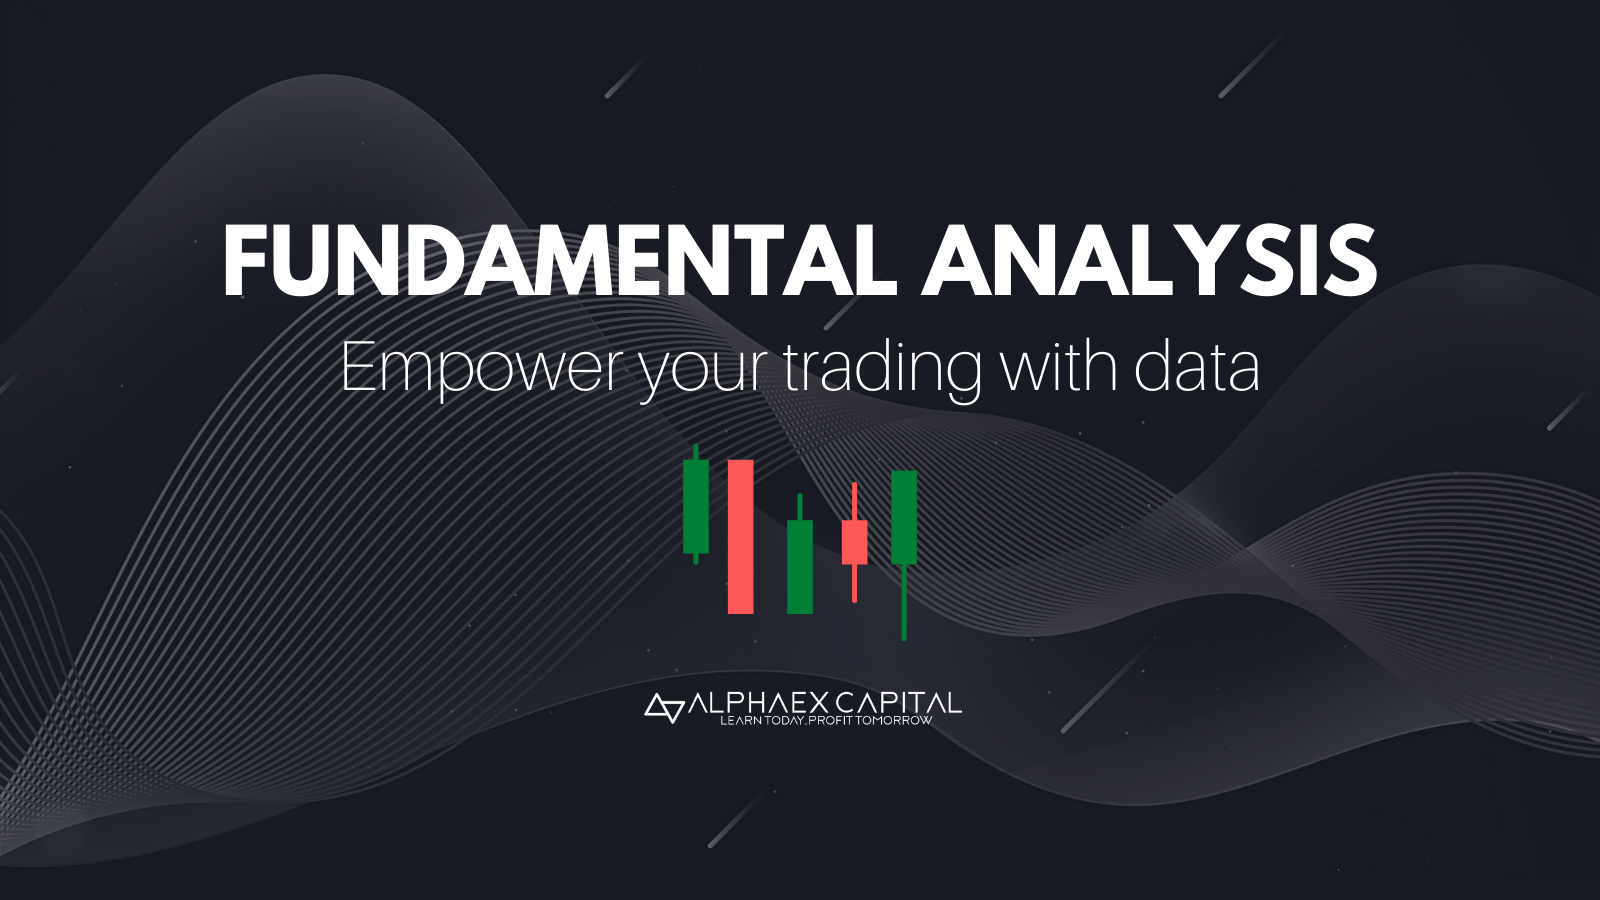 FUNDAMENTAL ANALYSIS
Empower your trading with data
ALPHAEX CAPITAL
LEARN TODAY. PROFIT TOMORROW